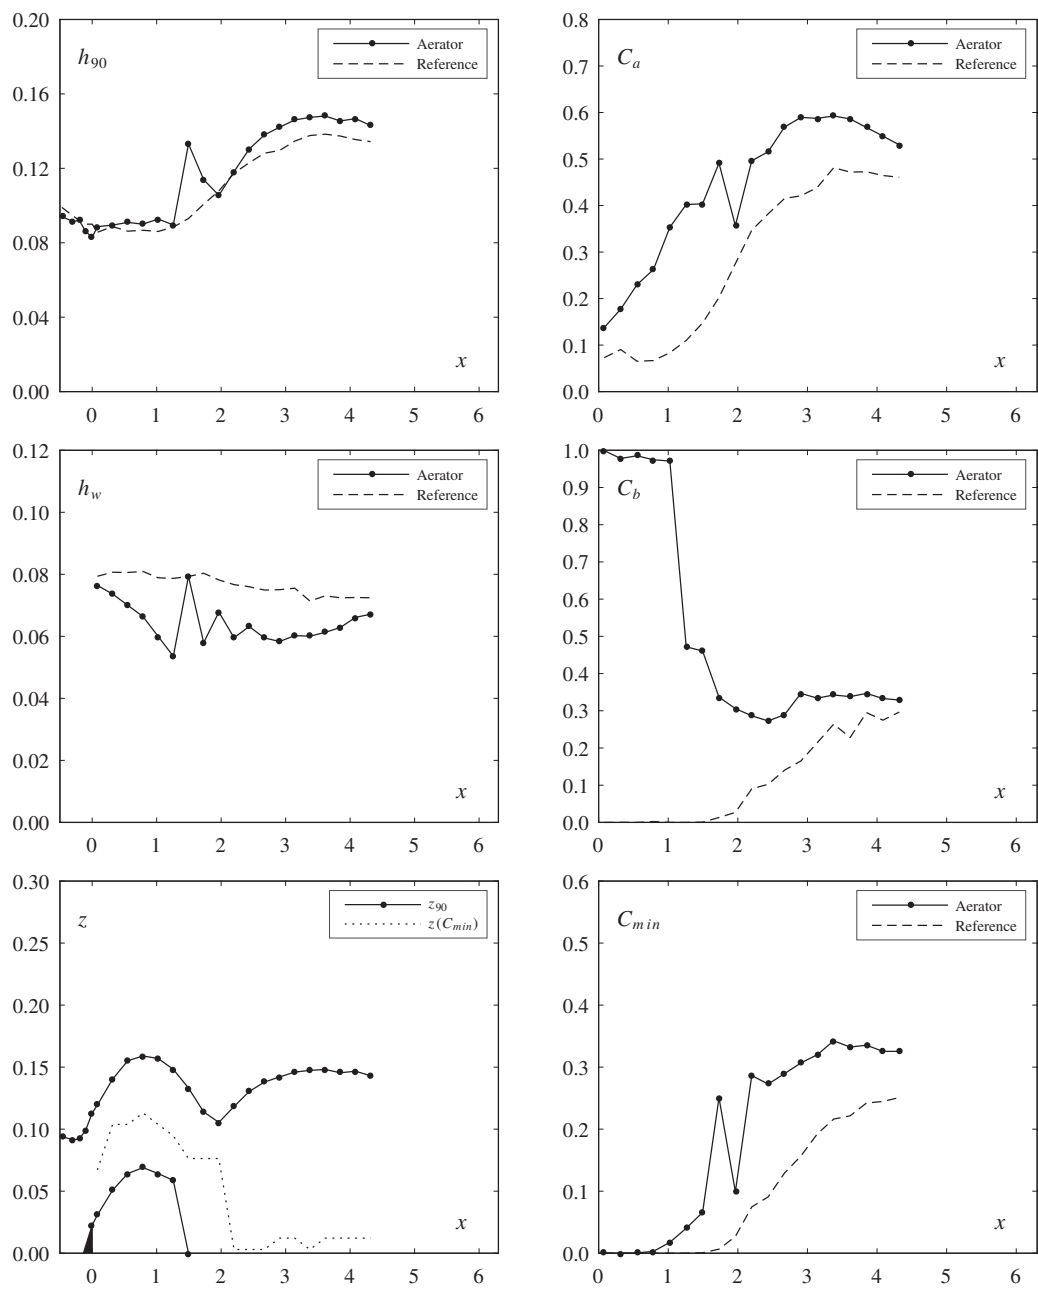 0.20
h90
Aerator
Reference
0.16
0.12
0.08
0.04
x
0.00
0 1 2 3 4 5 6
0.8
Ca
Aerator
Reference
0.7
0.6
0.5
0.4
0.3
0.2
0.1
x
0.0
0 1 2 3 4 5 6
0.12
hw
Aerator
Reference
0.10
0.08
0.06
0.04
0.02
x
0.00
0 1 2 3 4 5 6
1.0
Cb
Aerator
Reference
0.9
0.8
0.7
0.6
0.5
0.4
0.3
0.2
0.1
x
0.0
0 1 2 3 4 5 6
0.30
z
z90
z(Cmin)
0.25
0.20
0.15
0.10
0.05
x
0.00
0 1 2 3 4 5 6
0.6
Cmin
Aerator
Reference
0.5
0.4
0.3
0.2
0.1
x
0.0
0 1 2 3 4 5 6